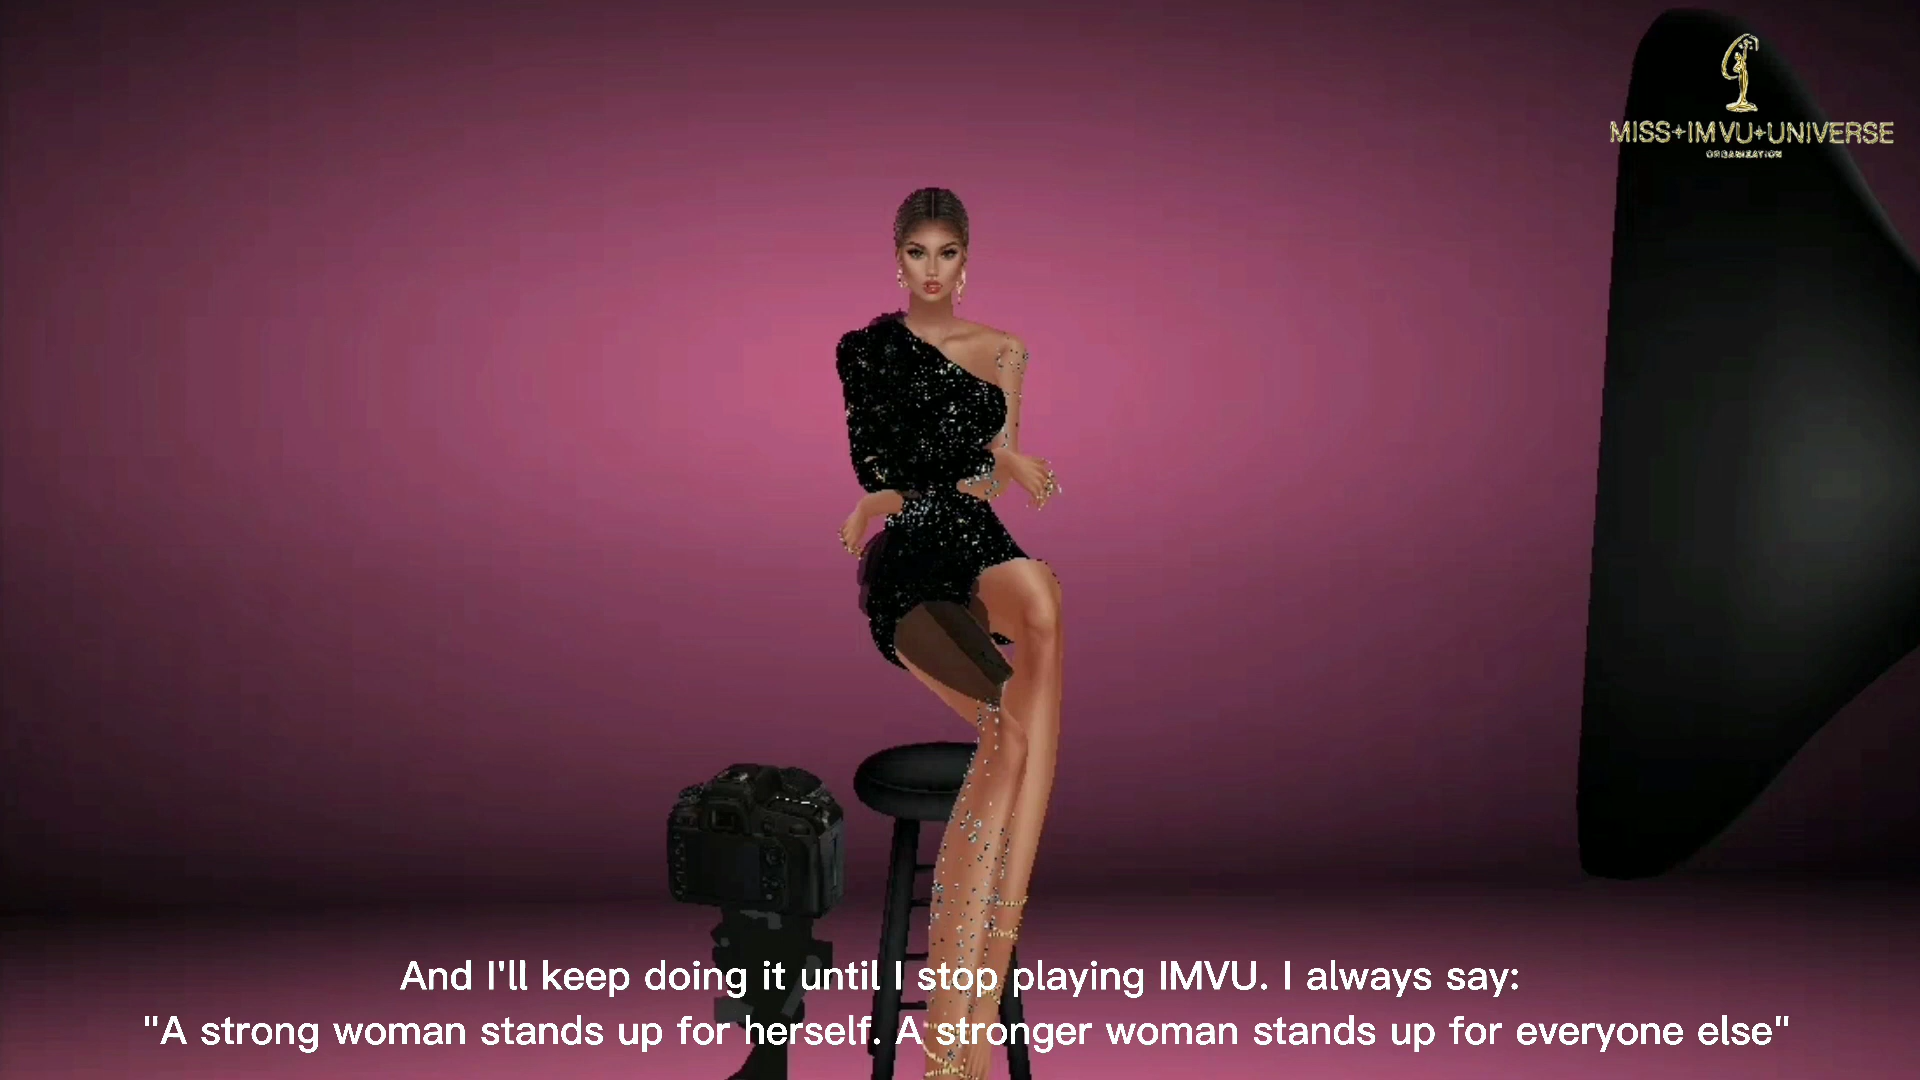 MISS+IMVU+UNIVERSE
ORGANIZATION
And I'll keep doing it until I stop playing IMVU. I always say:
"A strong woman stands up for herself. A stronger woman stands up for everyone else"